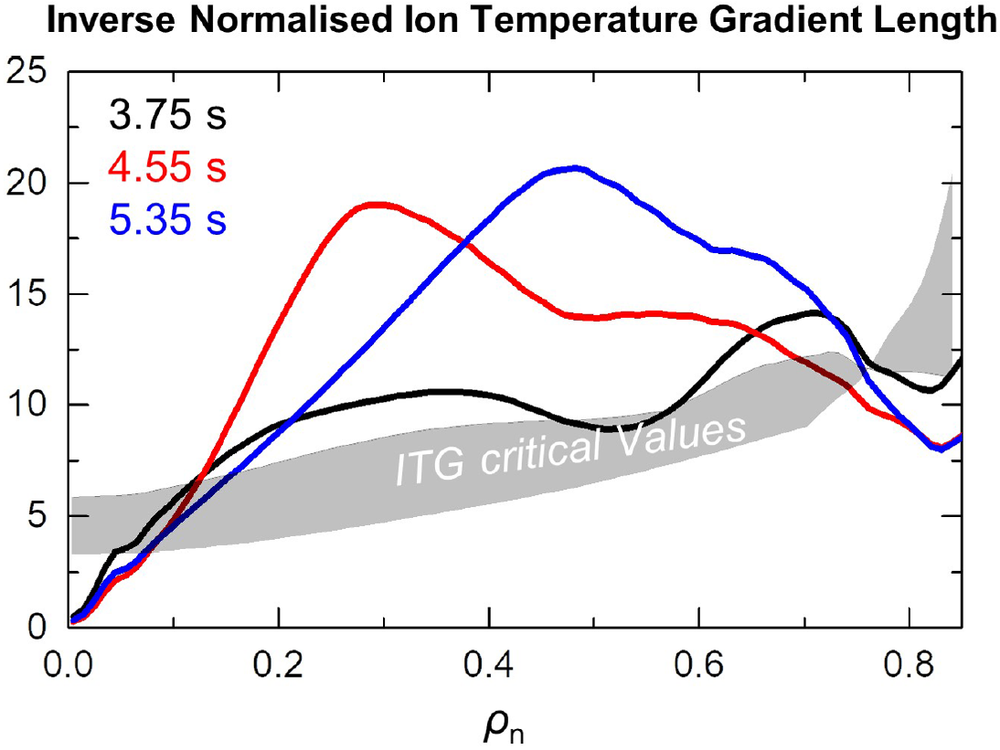 Inverse Normalised Ion Temperature Gradient Length
25
20
15
10
5
0
3.75 s
4.55 s
5.35 s
ITG critical Values
0.0 0.2 0.4 0.6 0.8
ρn